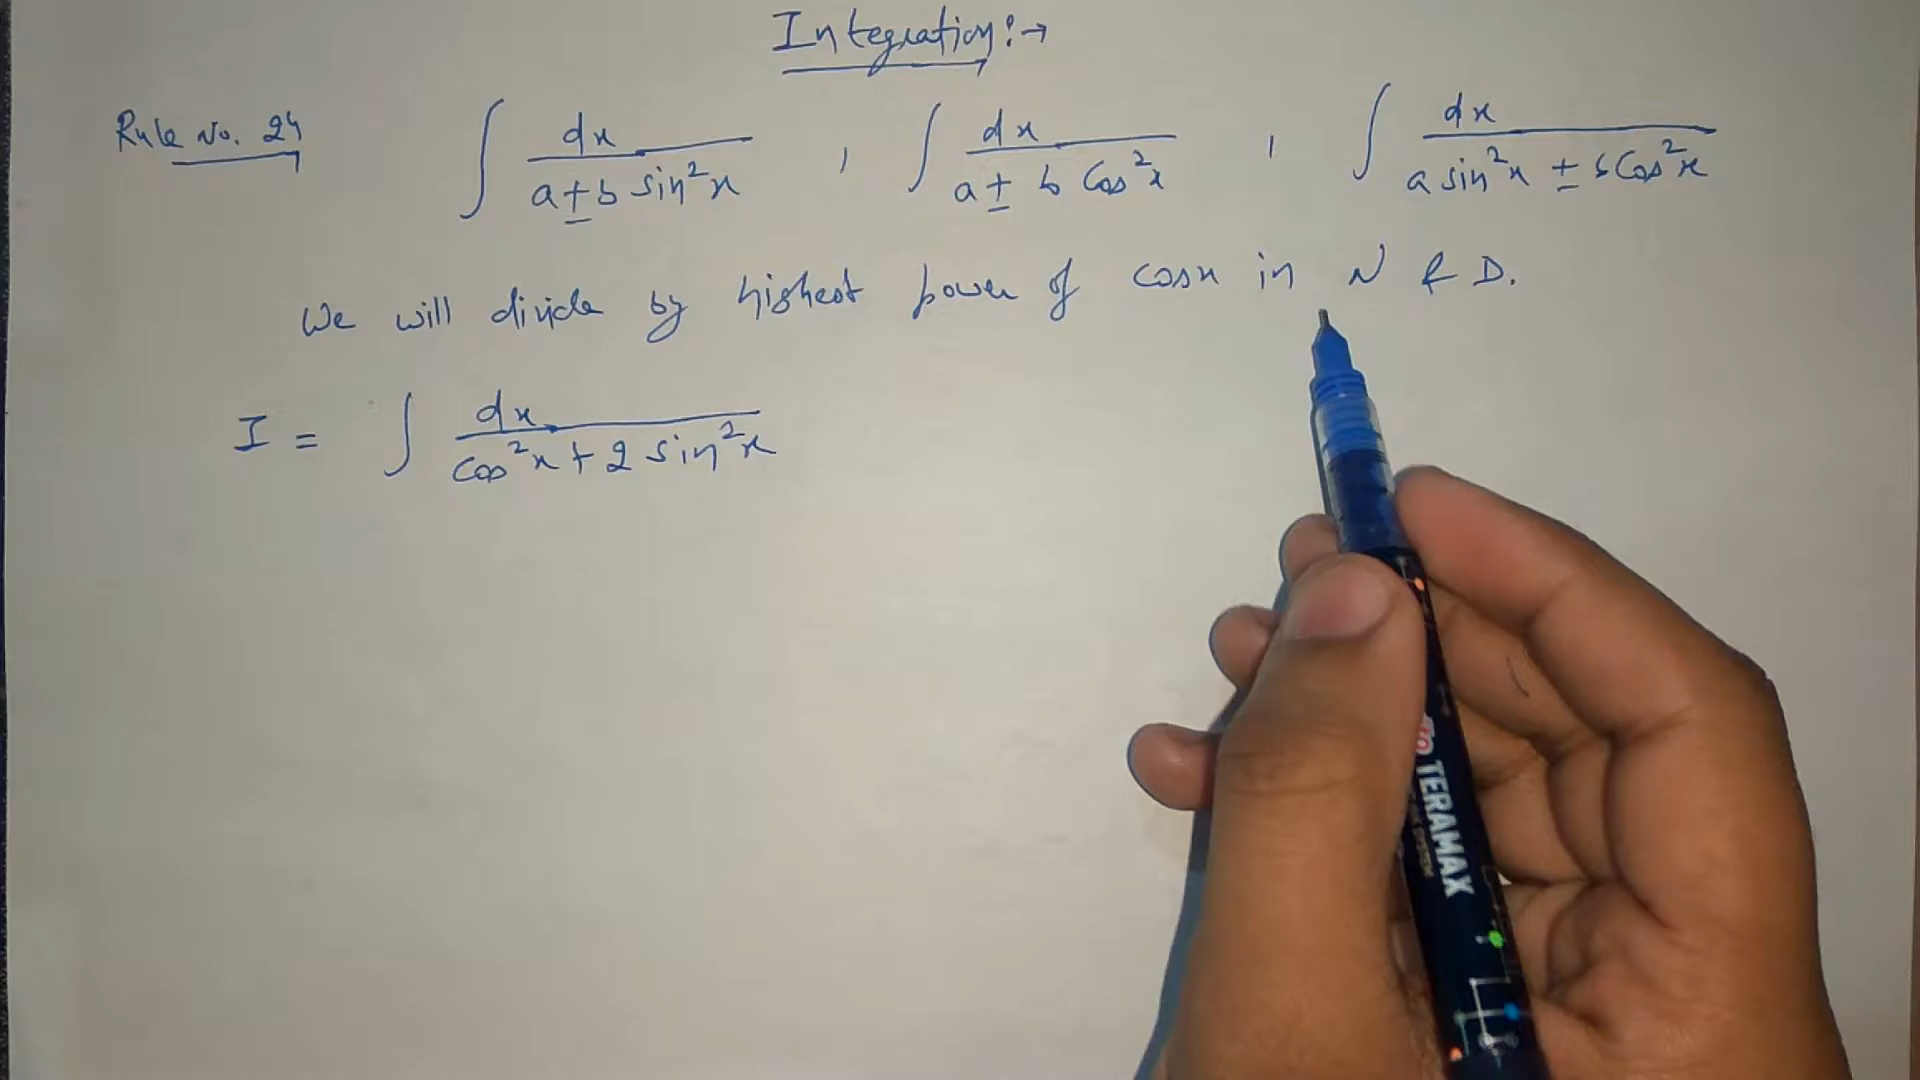 Integration:→
Rule No. 24 ∫ dx / (a ± b sin²x) , ∫ dx / (a ± b Cos²x) , ∫ dx / (a sin²x ± b Cos²x)
We will divide by highest power of cosx in N & D.
I = ∫ dx / (cos²x + 2 sin²x)
TERAMAX